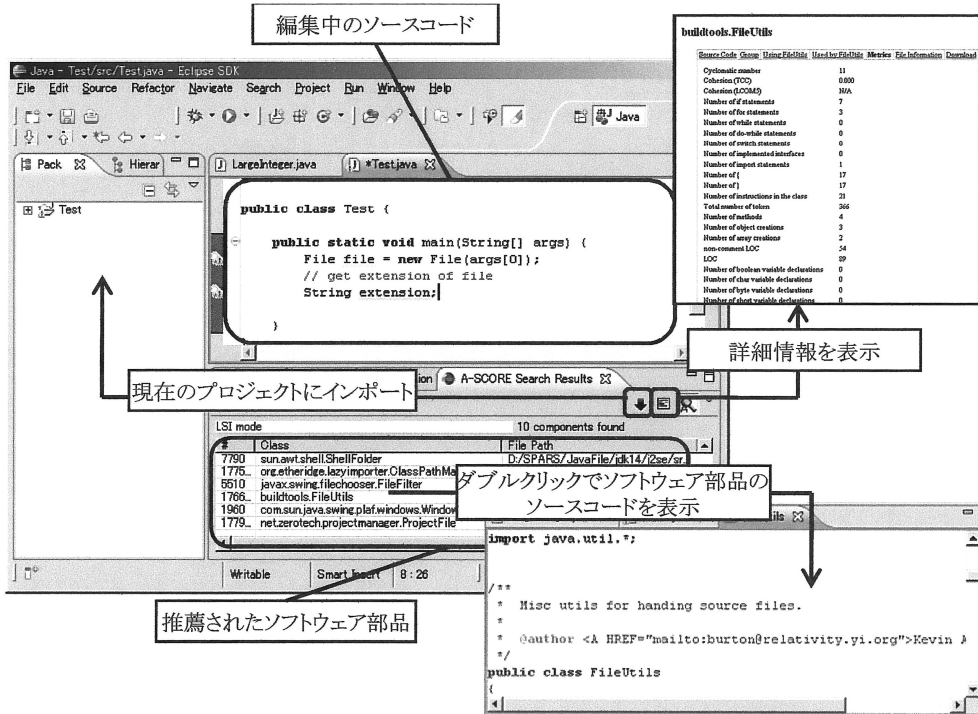 編集中のソースコード
Java - Test/src/Test.java - Eclipse SDK
File Edit Source Refactor Navigate Search Project Run Window Help
Java
Pack Hierar
Test
LargeInteger.java *Test.java
public class Test {
public static void main(String[] args) {
File file = new File(args[0]);
// get extension of file
String extension;
}
buildtools.FileUtils
Source Code Group Using FileUtils Used by FileUtils Metrics File Information Download
Cyclomatic number 11
Cohesion (TCC) 0.000
Cohesion (LCOM5) N/A
Number of if statements 7
Number of for statements 3
Number of while statements 0
Number of do-while statements 0
Number of switch statements 0
Number of implemented interfaces 0
Number of import statements 1
Number of { 17
Number of } 17
Number of instructions in the class 21
Total number of token 366
Number of methods 4
Number of object creations 3
Number of array creations 2
non-comment LOC 54
LOC 89
Number of boolean variable declarations 0
Number of char variable declarations 0
Number of byte variable declarations 0
Number of short variable declarations 0
詳細情報を表示
現在のプロジェクトにインポート
ion A-SCORE Search Results
LSI mode 10 components found
# Class File Path
7790 sun.awt.shell.ShellFolder D:/SPARS/JavaFile/jdk14/j2se/sr..
1775... org.etheridge.lazyimporter.ClassPathMa
5510 javax.swing.filechooser.FileFilter
1766... buildtools.FileUtils
1960 com.sun.java.swing.plaf.windows.Window
1779... net.zerotech.projectmanager.ProjectFile
ダブルクリックでソフトウェア部品の
ソースコードを表示
Writable Smart Insert 8 : 26
推薦されたソフトウェア部品
ils
import java.util.*;
/**
* Misc utils for handing source files.
*
* @author <A HREF="mailto:burton@relativity.yi.org">Kevin A
*/
public class FileUtils
{